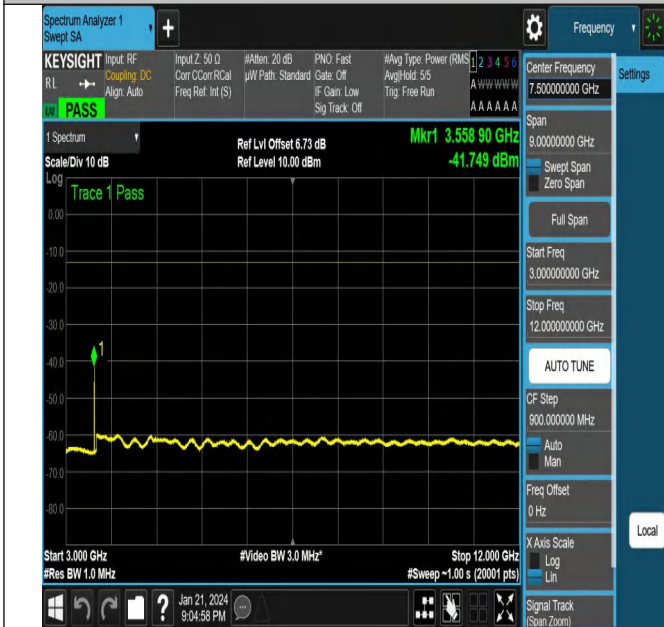 Spectrum Analyzer 1
Swept SA
Frequency
KEYSIGHT
RL
LXI
PASS
Input: RF
Coupling: DC
Align: Auto
Input Z: 50 Ω
Corr CCorr RCal
Freq Ref: Int (S)
#Atten: 20 dB
µW Path: Standard
PNO: Fast
Gate: Off
IF Gain: Low
Sig Track: Off
#Avg Type: Power (RMS
Avg|Hold: 5/5
Trig: Free Run
1 2 3 4 5 6
A W W W W W
A A A A A A
1 Spectrum
Scale/Div 10 dB
Ref Lvl Offset 6.73 dB
Ref Level 10.00 dBm
Mkr1 3.558 90 GHz
-41.749 dBm
Log
Trace 1 Pass
0.00
-10.0
-20.0
-30.0
-40.0
-50.0
-60.0
-70.0
-80.0
1
Start 3.000 GHz
#Res BW 1.0 MHz
#Video BW 3.0 MHz*
Stop 12.000 GHz
#Sweep ~1.00 s (20001 pts)
Center Frequency
7.500000000 GHz
Settings
Span
9.00000000 GHz
Swept Span
Zero Span
Full Span
Start Freq
3.000000000 GHz
Stop Freq
12.000000000 GHz
AUTO TUNE
CF Step
900.000000 MHz
Auto
Man
Freq Offset
0 Hz
X Axis Scale
Log
Lin
Signal Track
(Span Zoom)
Local
?
Jan 21, 2024
9:04:58 PM